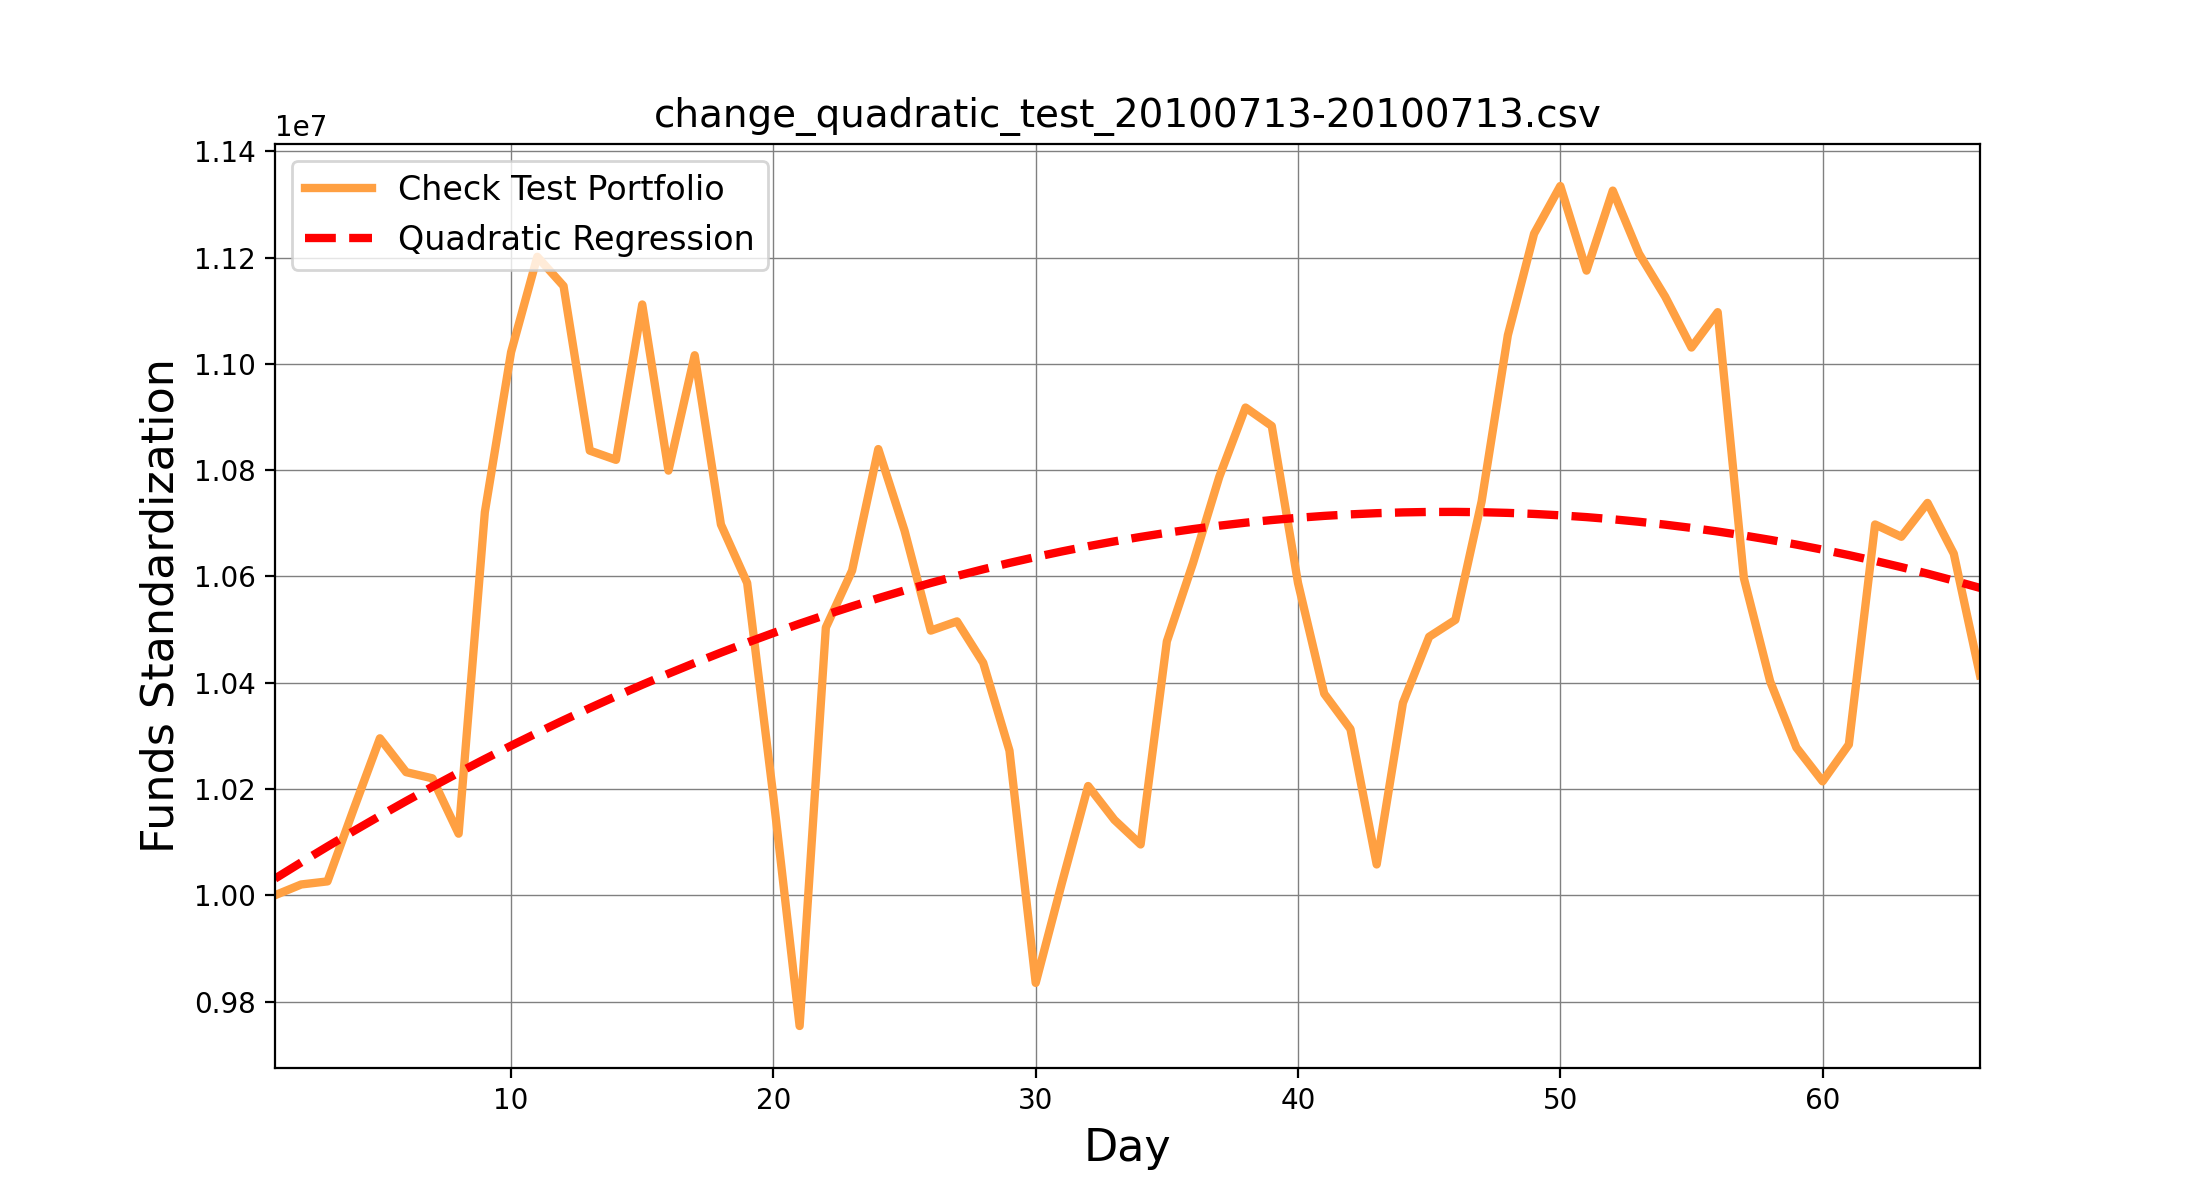 change_quadratic_test_20100713-20100713.csv
1e7
Check Test Portfolio
Quadratic Regression
1.14
1.12
1.10
1.08
1.06
1.04
1.02
1.00
0.98
Funds Standardization
10 20 30 40 50 60
Day